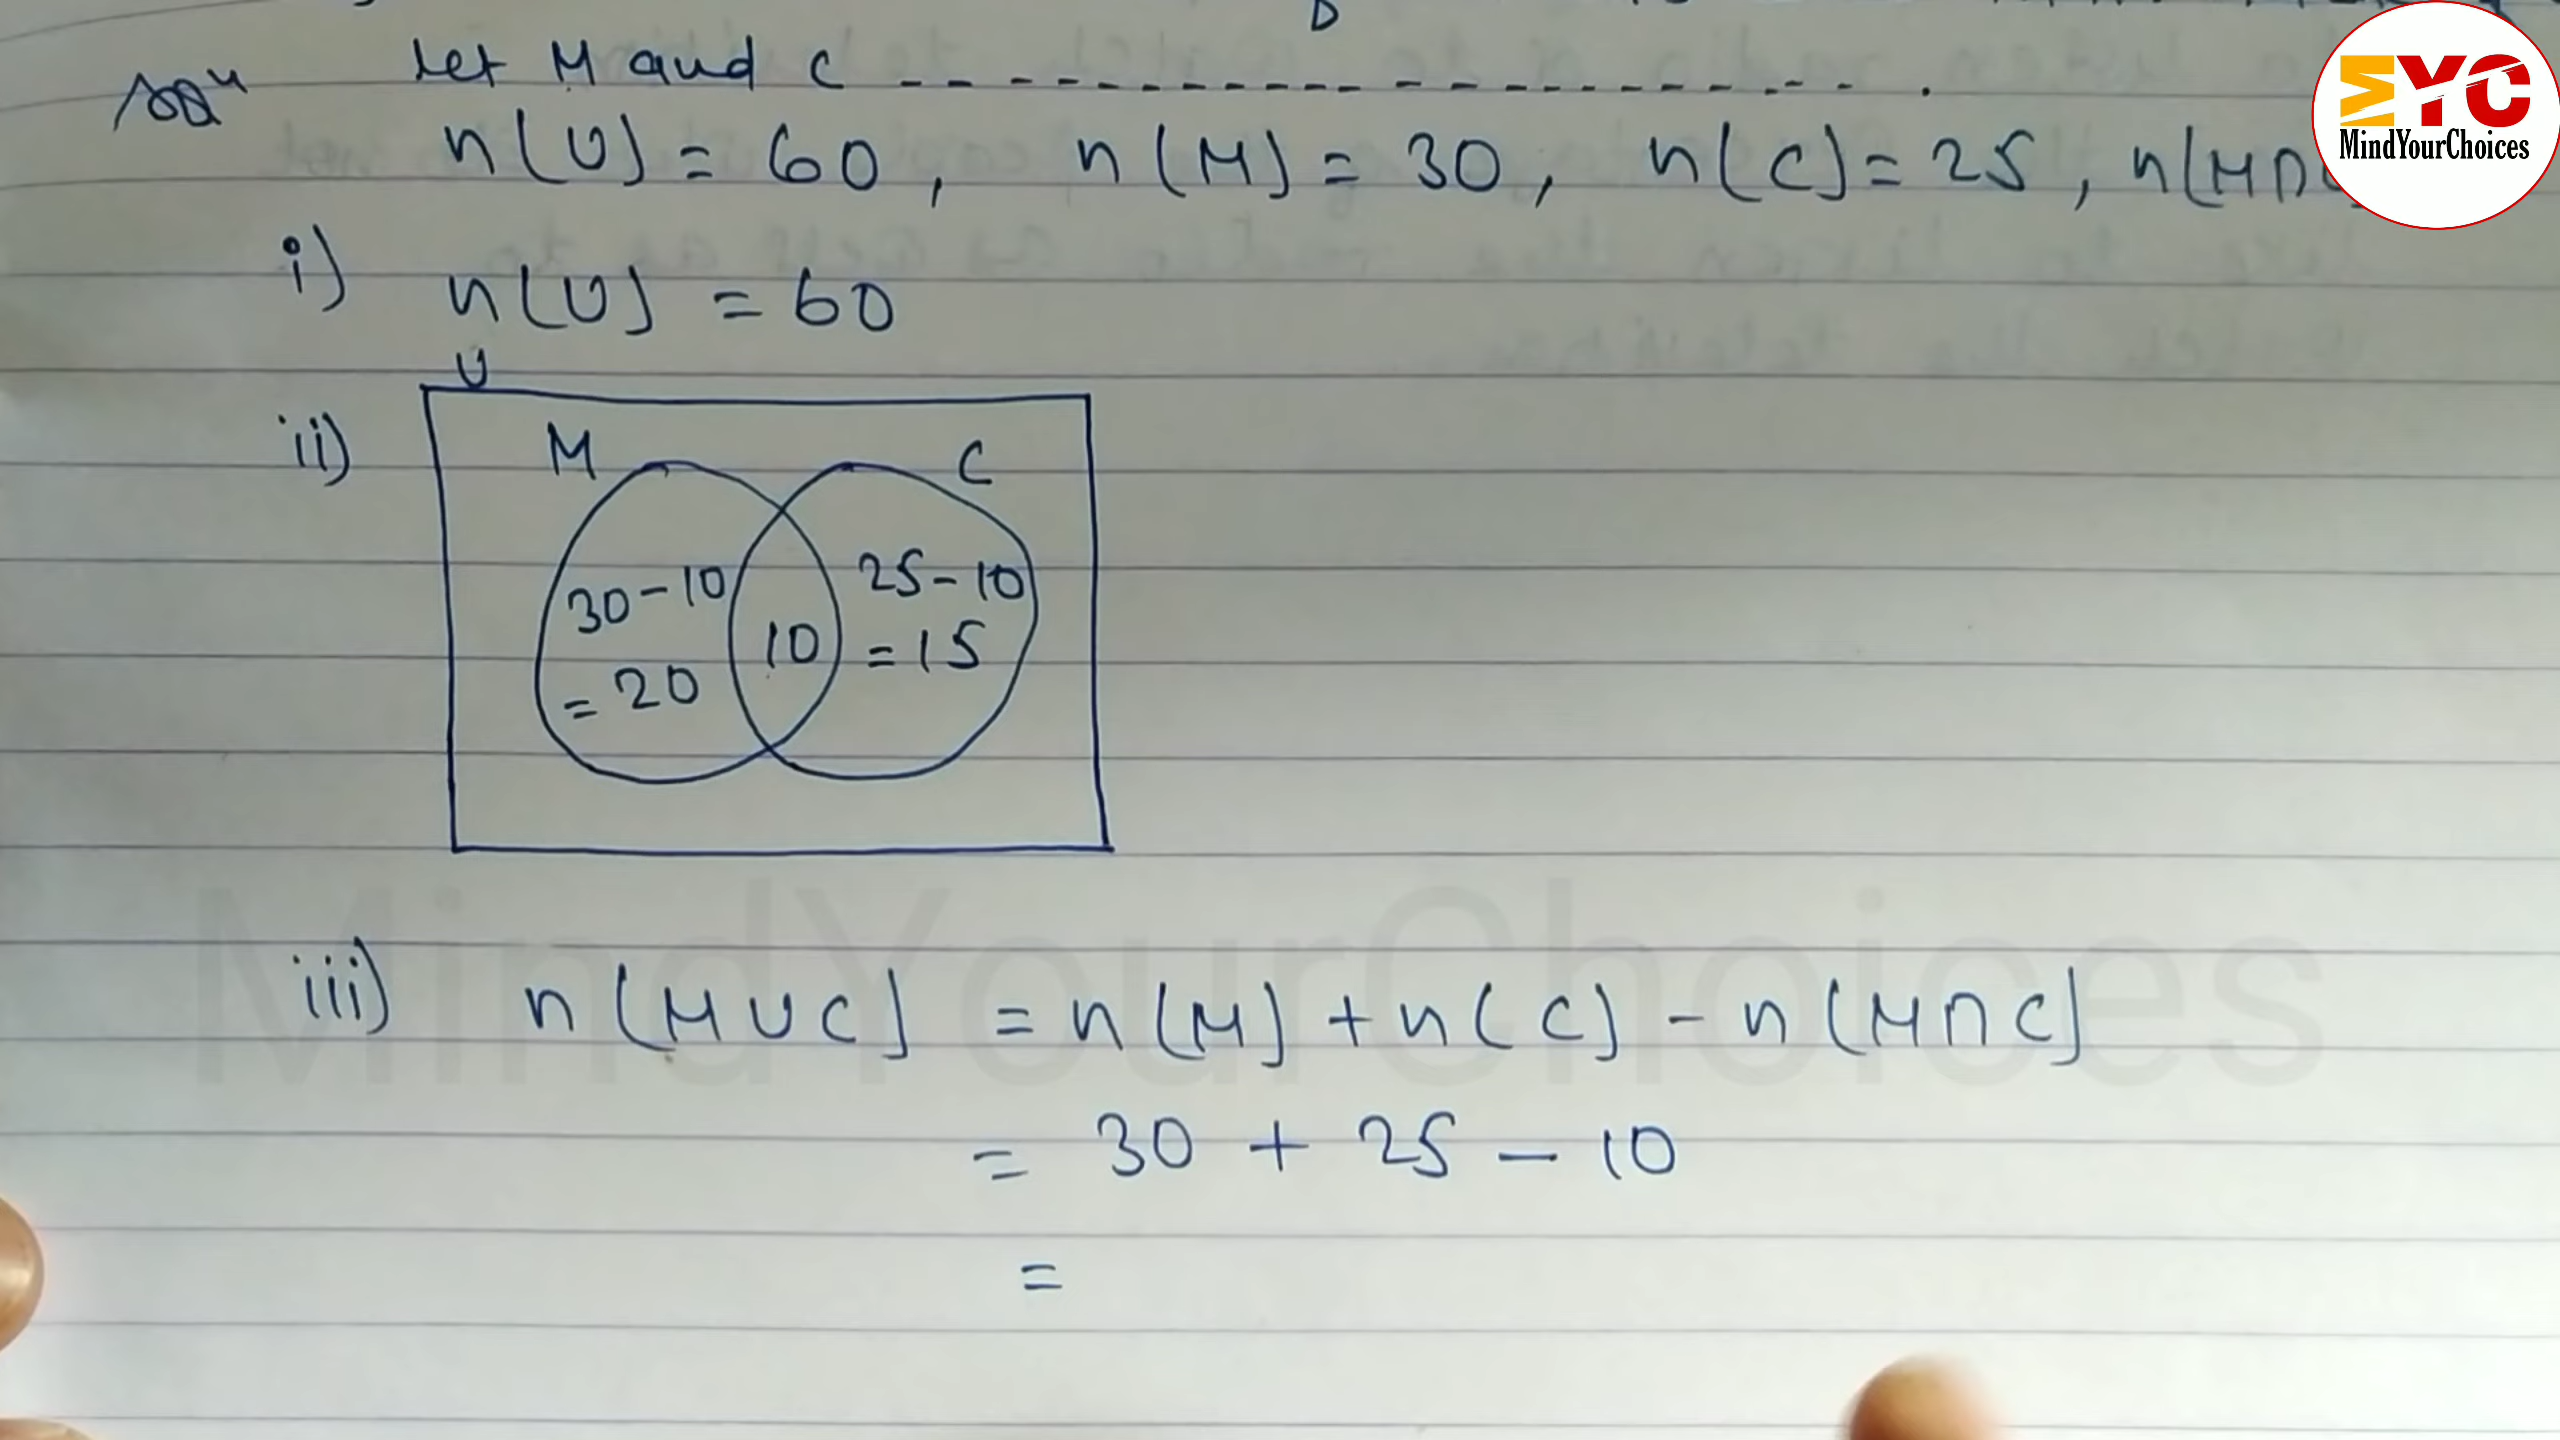 Let M and C --------------------.
n(U) = 60, n(M) = 30, n(C) = 25, n(M∩
MYC
MindYourChoices
i) n(U) = 60
U
ii)
M C
30-10 25-10
10 = 15
= 20
MindYourChoices
iii) n(M∪C) = n(M) + n(C) - n(M∩C)
= 30 + 25 - 10
=